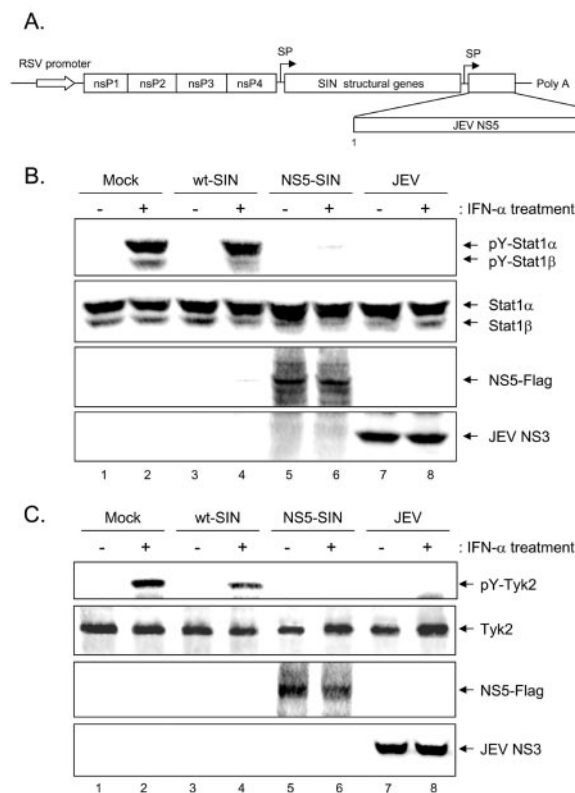 A.
SP SP
RSV promoter
nsP1 nsP2 nsP3 nsP4 SIN structural genes Poly A
JEV NS5
1
B.
Mock wt-SIN NS5-SIN JEV
- + - + - + - + : IFN-α treatment
pY-Stat1α
pY-Stat1β
Stat1α
Stat1β
NS5-Flag
JEV NS3
1 2 3 4 5 6 7 8
C.
Mock wt-SIN NS5-SIN JEV
- + - + - + - + : IFN-α treatment
pY-Tyk2
Tyk2
NS5-Flag
JEV NS3
1 2 3 4 5 6 7 8